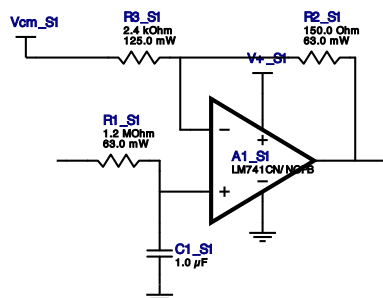 Vcm_S1
R3_S1
2.4 kOhm
125.0 mW
R2_S1
150.0 Ohm
63.0 mW
V+_S1
R1_S1
1.2 MOhm
63.0 mW
A1_S1
LM741CN/NOPB
C1_S1
1.0 µF